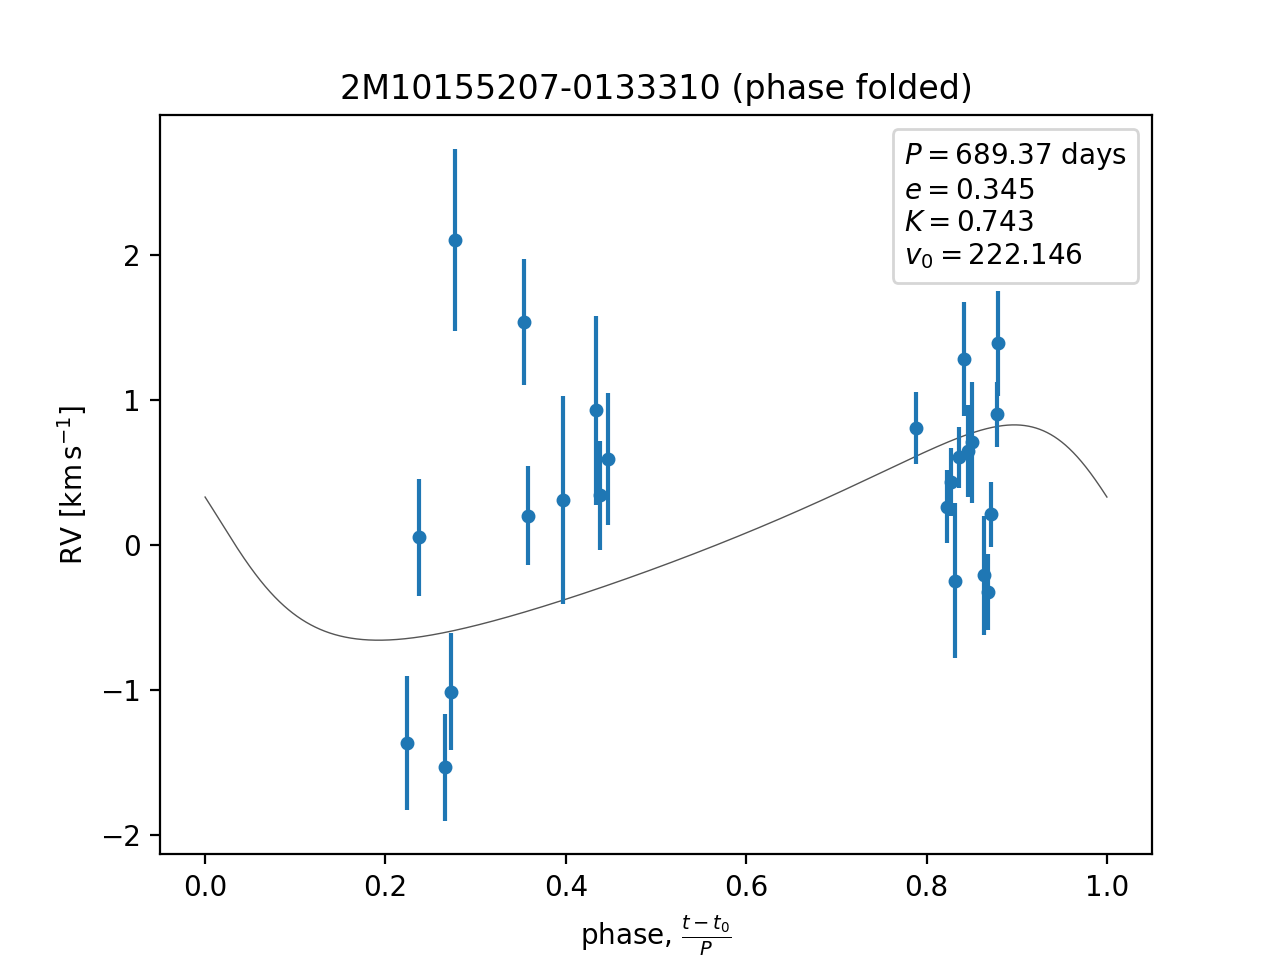 2M10155207-0133310 (phase folded)
P = 689.37 days
e = 0.345
K = 0.743
v₀ = 222.146
RV [km s⁻¹]
2
1
0
−1
−2
0.0 0.2 0.4 0.6 0.8 1.0
phase, (t − t₀)/P